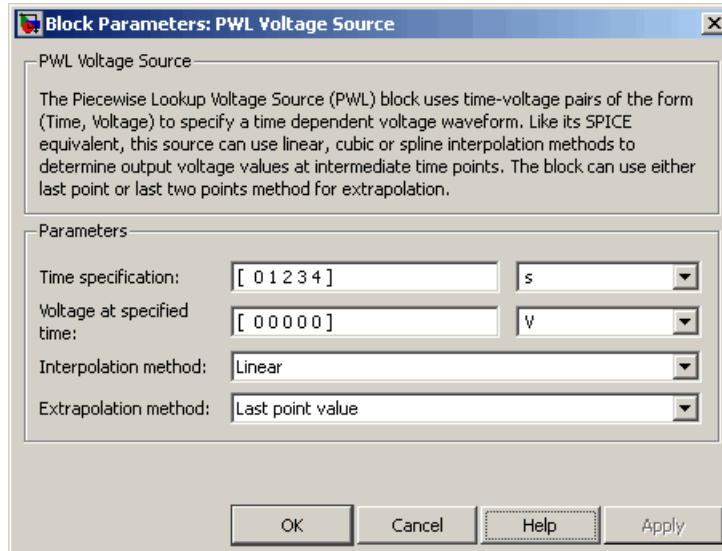 Block Parameters: PWL Voltage Source
PWL Voltage Source
The Piecewise Lookup Voltage Source (PWL) block uses time-voltage pairs of the form
(Time, Voltage) to specify a time dependent voltage waveform. Like its SPICE
equivalent, this source can use linear, cubic or spline interpolation methods to
determine output voltage values at intermediate time points. The block can use either
last point or last two points method for extrapolation.
Parameters
Time specification: [ 0 1 2 3 4 ] s
Voltage at specified
time: [ 0 0 0 0 0 ] V
Interpolation method: Linear
Extrapolation method: Last point value
OK Cancel Help Apply